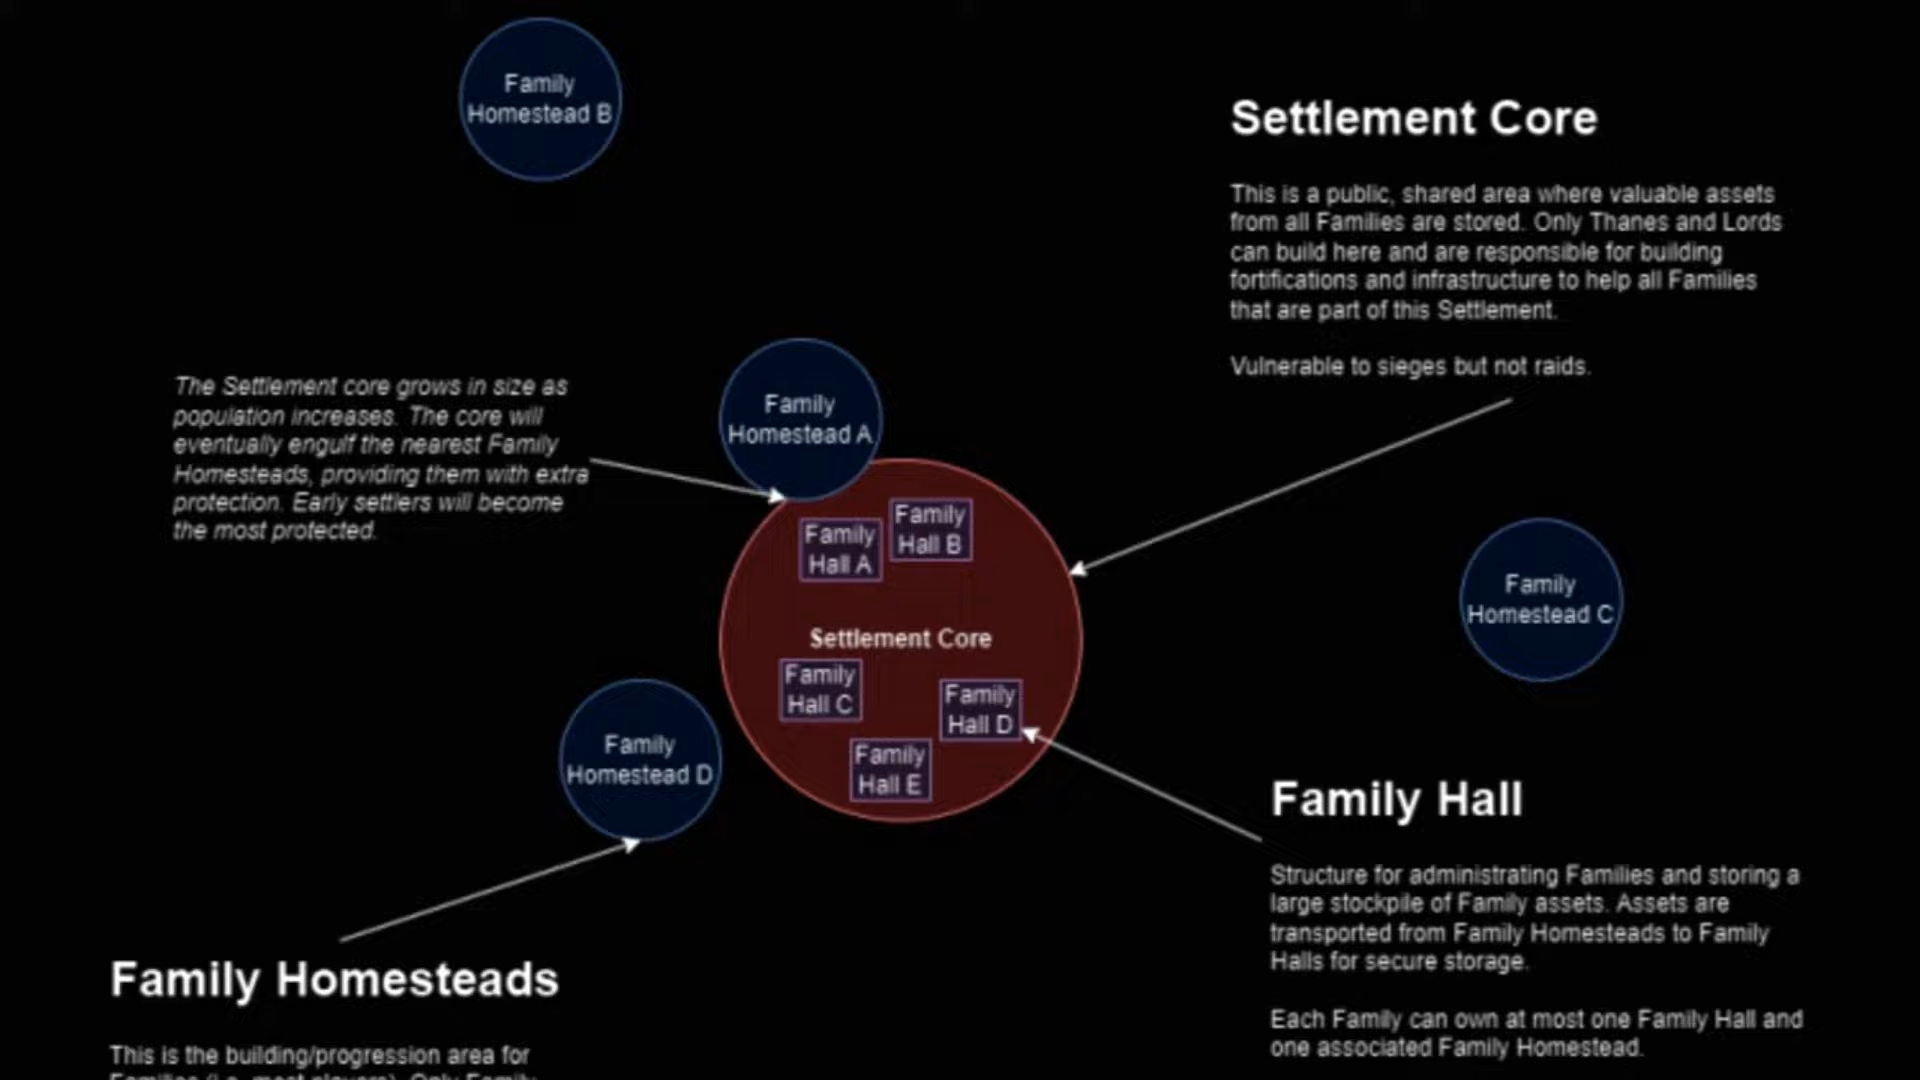 Family
Homestead B
Settlement Core
This is a public, shared area where valuable assets
from all Families are stored. Only Thanes and Lords
can build here and are responsible for building
fortifications and infrastructure to help all Families
that are part of this Settlement.
Vulnerable to sieges but not raids.
The Settlement core grows in size as
population increases. The core will
eventually engulf the nearest Family
Homesteads, providing them with extra
protection. Early settlers will become
the most protected.
Family
Homestead A
Family
Hall A
Family
Hall B
Settlement Core
Family
Hall C
Family
Hall D
Family
Hall E
Family
Homestead C
Family
Homestead D
Family Hall
Structure for administrating Families and storing a
large stockpile of Family assets. Assets are
transported from Family Homesteads to Family
Halls for secure storage.
Each Family can own at most one Family Hall and
one associated Family Homestead.
Family Homesteads
This is the building/progression area for
Families (i.e. most players). Only Family